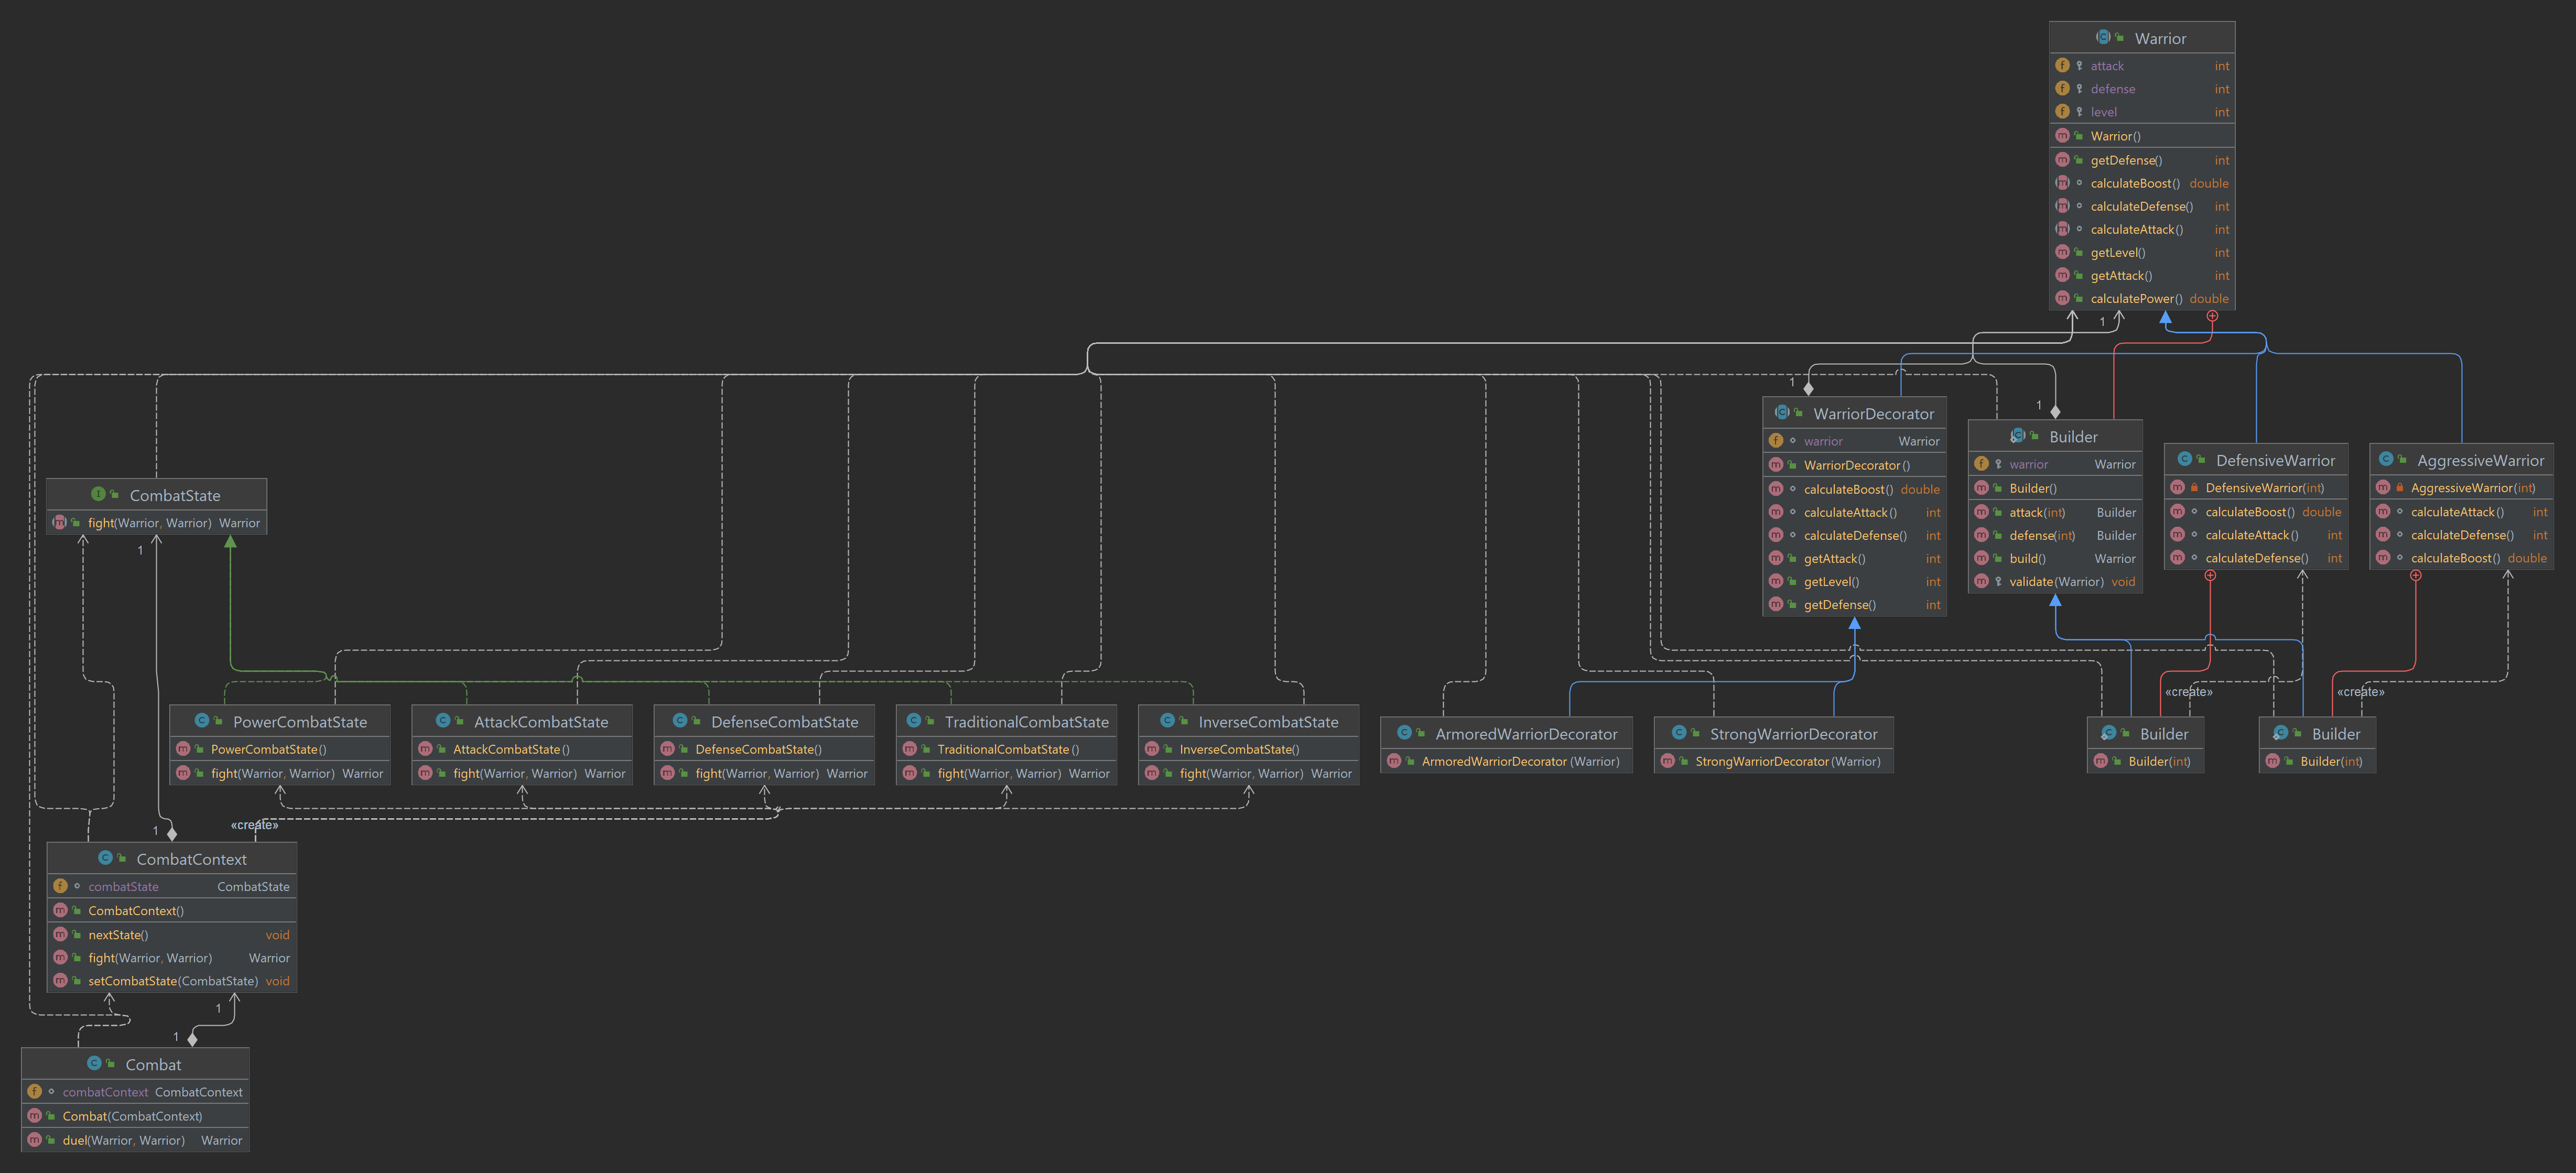 Warrior
attack int
defense int
level int
Warrior()
getDefense() int
calculateBoost() double
calculateDefense() int
calculateAttack() int
getLevel() int
getAttack() int
calculatePower() double
1
1
WarriorDecorator
warrior Warrior
WarriorDecorator()
calculateBoost() double
calculateAttack() int
calculateDefense() int
getAttack() int
getLevel() int
getDefense() int
1
Builder
warrior Warrior
Builder()
attack(int) Builder
defense(int) Builder
build() Warrior
validate(Warrior) void
DefensiveWarrior
DefensiveWarrior(int)
calculateBoost() double
calculateAttack() int
calculateDefense() int
AggressiveWarrior
AggressiveWarrior(int)
calculateAttack() int
calculateDefense() int
calculateBoost() double
CombatState
fight(Warrior, Warrior) Warrior
1
PowerCombatState
PowerCombatState()
fight(Warrior, Warrior) Warrior
AttackCombatState
AttackCombatState()
fight(Warrior, Warrior) Warrior
DefenseCombatState
DefenseCombatState()
fight(Warrior, Warrior) Warrior
TraditionalCombatState
TraditionalCombatState()
fight(Warrior, Warrior) Warrior
InverseCombatState
InverseCombatState()
fight(Warrior, Warrior) Warrior
ArmoredWarriorDecorator
ArmoredWarriorDecorator(Warrior)
StrongWarriorDecorator
StrongWarriorDecorator(Warrior)
«create»
Builder
Builder(int)
«create»
Builder
Builder(int)
1
«create»
CombatContext
combatState CombatState
CombatContext()
nextState() void
fight(Warrior, Warrior) Warrior
setCombatState(CombatState) void
1
1
Combat
combatContext CombatContext
Combat(CombatContext)
duel(Warrior, Warrior) Warrior